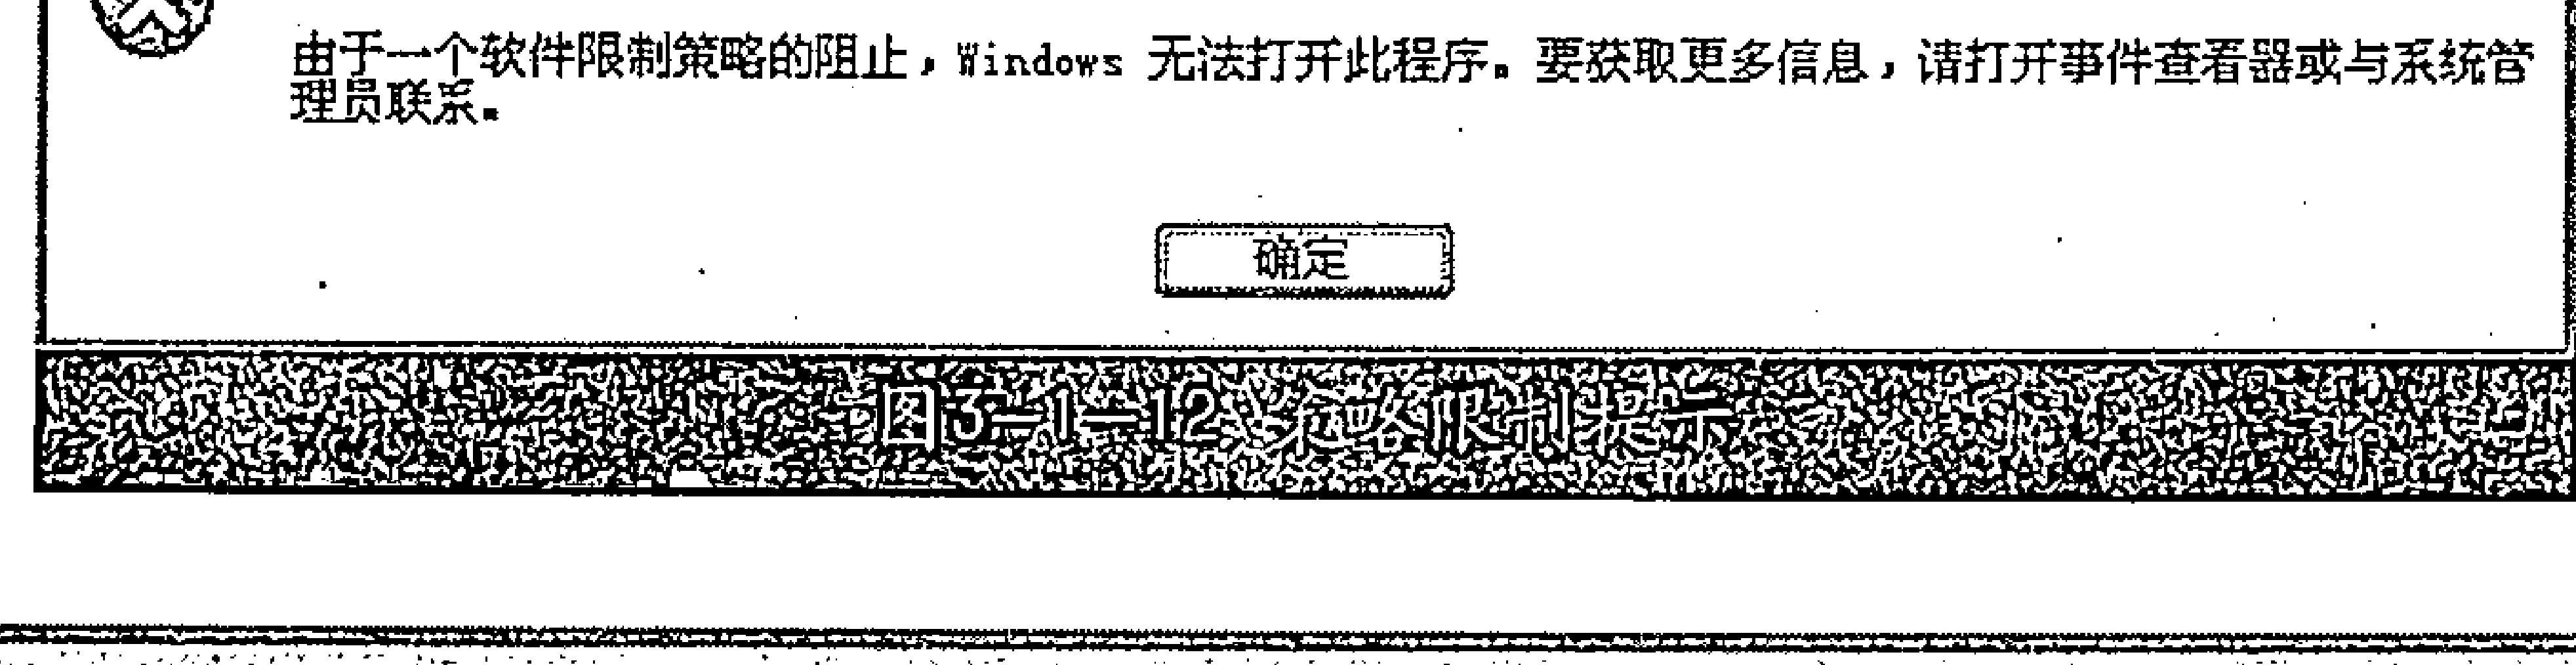 由于一个软件限制策略的阻止，Windows 无法打开此程序。要获取更多信息，请打开事件查看器或与系统管
理员联系。
确定
图3—1—12 策略限制提示